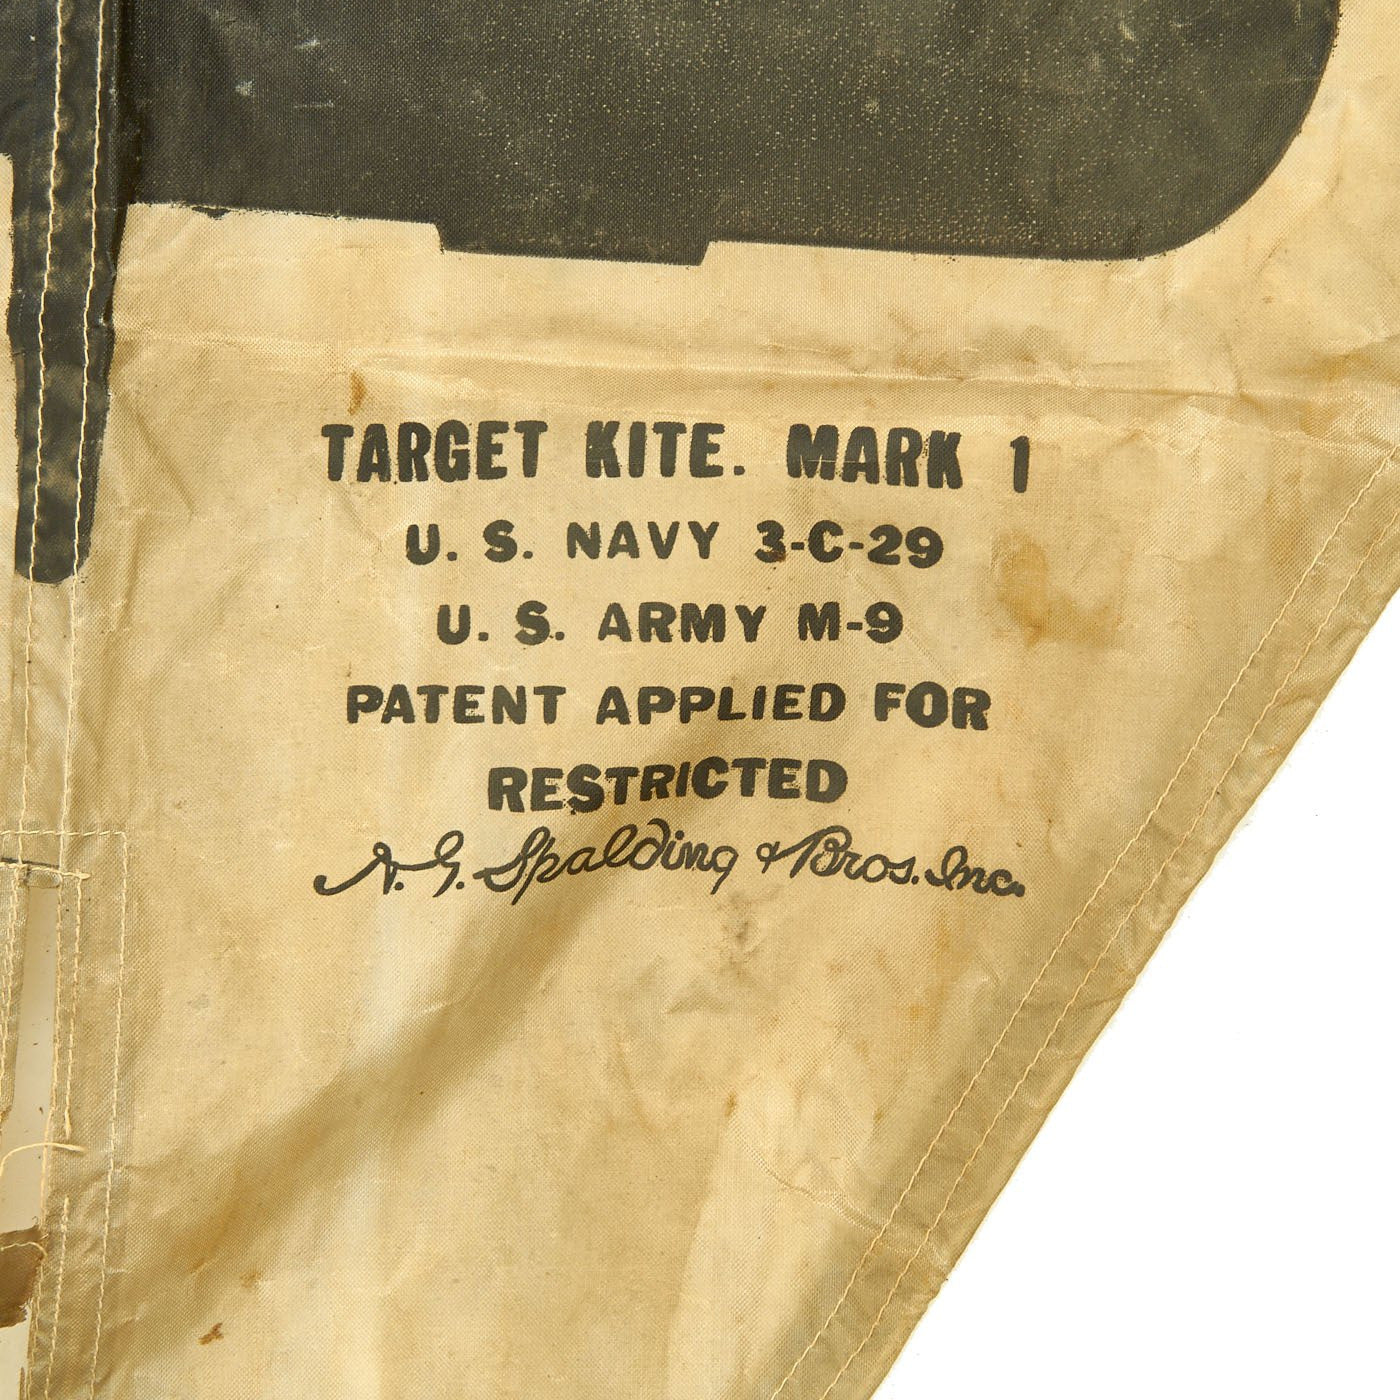 TARGET KITE. MARK 1
U. S. NAVY 3-C-29
U. S. ARMY M-9
PATENT APPLIED FOR
RESTRICTED
A. G. Spalding & Bros. Inc.